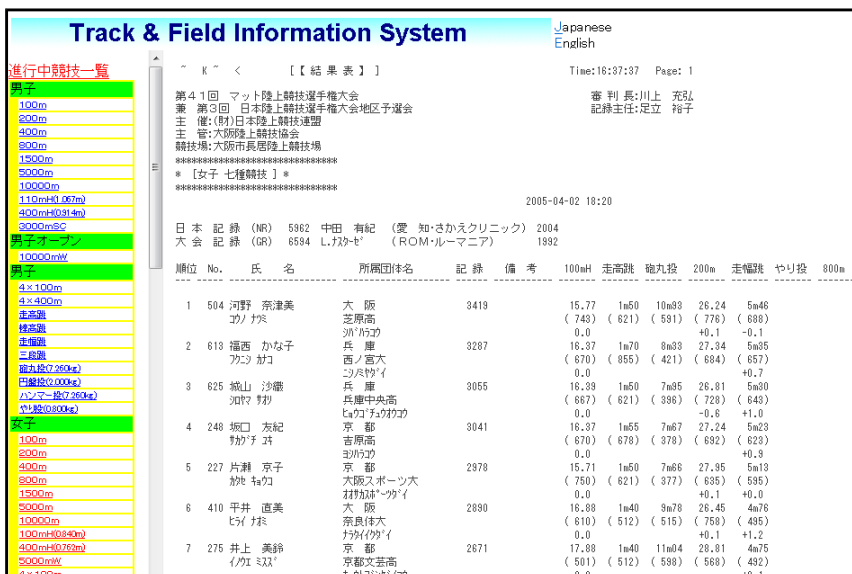 Track & Field Information System
Japanese
English
進行中競技一覧
男子
100m
200m
400m
800m
1500m
5000m
10000m
110mH(1.067m)
400mH(0.914m)
3000mSC
男子オープン
10000mW
男子
4×100m
4×400m
走高跳
棒高跳
走幅跳
三段跳
砲丸投(7.260kg)
円盤投(2.000kg)
ハンマー投(7.260kg)
やり投(0.800kg)
女子
100m
200m
400m
800m
1500m
5000m
10000m
100mH(0.840m)
400mH(0.762m)
5000mW
4×100m
~ K~ < [【 結 果 表 】 ] Time:16:37:37 Page: 1
第41回 マット陸上競技選手権大会 審 判 長:川上 充弘
兼 第3回 日本陸上競技選手権大会地区予選会 記録主任:足立 裕子
主 催:(財)日本陸上競技連盟
主 管:大阪陸上競技協会
競技場:大阪市長居陸上競技場
* [女子 七種競技 ] *
2005-04-02 18:20
日 本 記 録 (NR) 5962 中田 有紀 (愛 知・さかえクリニック) 2004
大 会 記 録 (GR) 6594 L.ナスターゼ (ROM・ルーマニア) 1992
順位 No. 氏 名 所属団体名 記 録 備 考 100mH 走高跳 砲丸投 200m 走幅跳 やり投 800m
1 504 河野 奈津美 大 阪 3419 15.77 1m50 10m93 26.24 5m46
コウノ ナツミ 芝原高 ( 743) ( 621) ( 591) ( 776) ( 688)
シバハラコウ 0.0 +0.1 -0.1
2 613 福西 かな子 兵 庫 3287 16.37 1m70 8m33 27.34 5m35
フクニシ カナコ 西ノ宮大 ( 670) ( 855) ( 421) ( 684) ( 657)
ニシノミヤダイ 0.0 +0.7
3 625 城山 沙織 兵 庫 3055 16.39 1m50 7m95 26.81 5m30
シロヤマ サオリ 兵庫中央高 ( 667) ( 621) ( 396) ( 728) ( 643)
ヒョウゴチュウオウコウ 0.0 -0.6 +1.0
4 248 坂口 友紀 京 都 3041 16.37 1m55 7m67 27.24 5m23
サカグチ ユキ 吉原高 ( 670) ( 678) ( 378) ( 692) ( 623)
ヨシハラコウ 0.0 +0.9
5 227 片瀬 京子 京 都 2978 15.71 1m50 7m66 27.95 5m13
カタセ キョウコ 大阪スポーツ大 ( 750) ( 621) ( 377) ( 635) ( 595)
オオサカスポーツダイ 0.0 +0.1 +0.0
6 410 平井 直美 大 阪 2890 16.88 1m40 9m78 26.45 4m76
ヒライ ナオミ 奈良体大 ( 610) ( 512) ( 515) ( 758) ( 495)
ナラタイイクダイ 0.0 +0.1 +1.2
7 275 井上 美鈴 京 都 2671 17.88 1m40 11m04 28.81 4m75
イノウエ ミスズ 京都文芸高 ( 501) ( 512) ( 598) ( 568) ( 492)